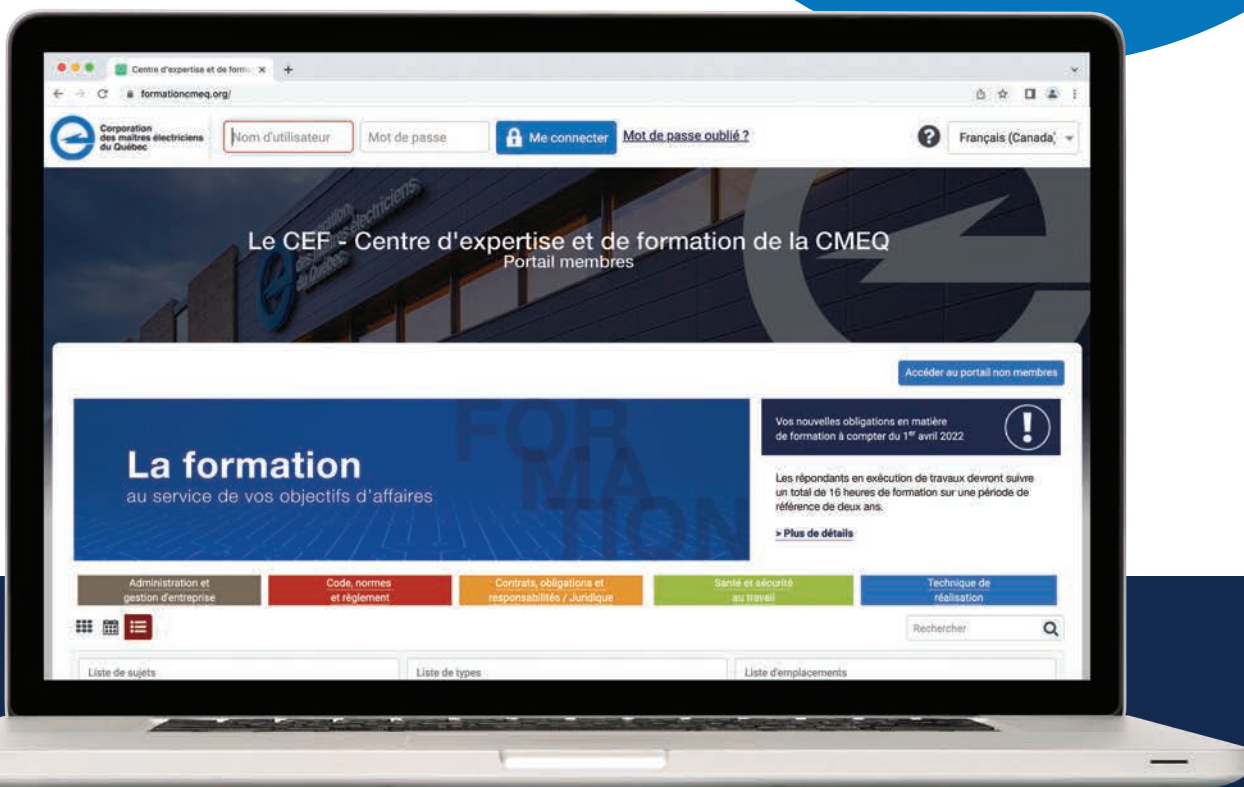 Centre d'expertise et de form
formationcmeq.org/
Corporation
des maîtres électriciens
du Québec
Nom d'utilisateur
Mot de passe
Me connecter
Mot de passe oublié ?
Français (Canada)
Corporation
des maîtres électriciens
du Québec
Le CEF - Centre d'expertise et de formation de la CMEQ
Portail membres
Accéder au portail non membres
FOR
MA
TION
La formation
au service de vos objectifs d'affaires
Vos nouvelles obligations en matière
de formation à compter du 1er avril 2022
Les répondants en exécution de travaux devront suivre
un total de 16 heures de formation sur une période de
référence de deux ans.
> Plus de détails
Administration et
gestion d'entreprise
Code, normes
et règlement
Contrats, obligations et
responsabilités / Juridique
Santé et sécurité
au travail
Technique de
réalisation
Rechercher
Liste de sujets
Liste de types
Liste d'emplacements